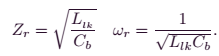 Z_r = \sqrt{\frac{L_{lk}}{C_b}} \quad \omega_r = \frac{1}{\sqrt{L_{lk}C_b}}.